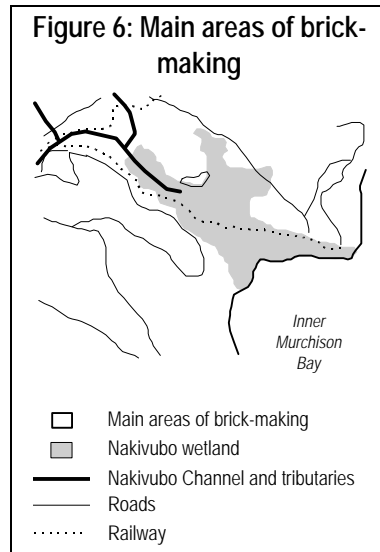 Figure 6: Main areas of brick-
making
Inner
Murchison
Bay
Main areas of brick-making
Nakivubo wetland
Nakivubo Channel and tributaries
Roads
Railway